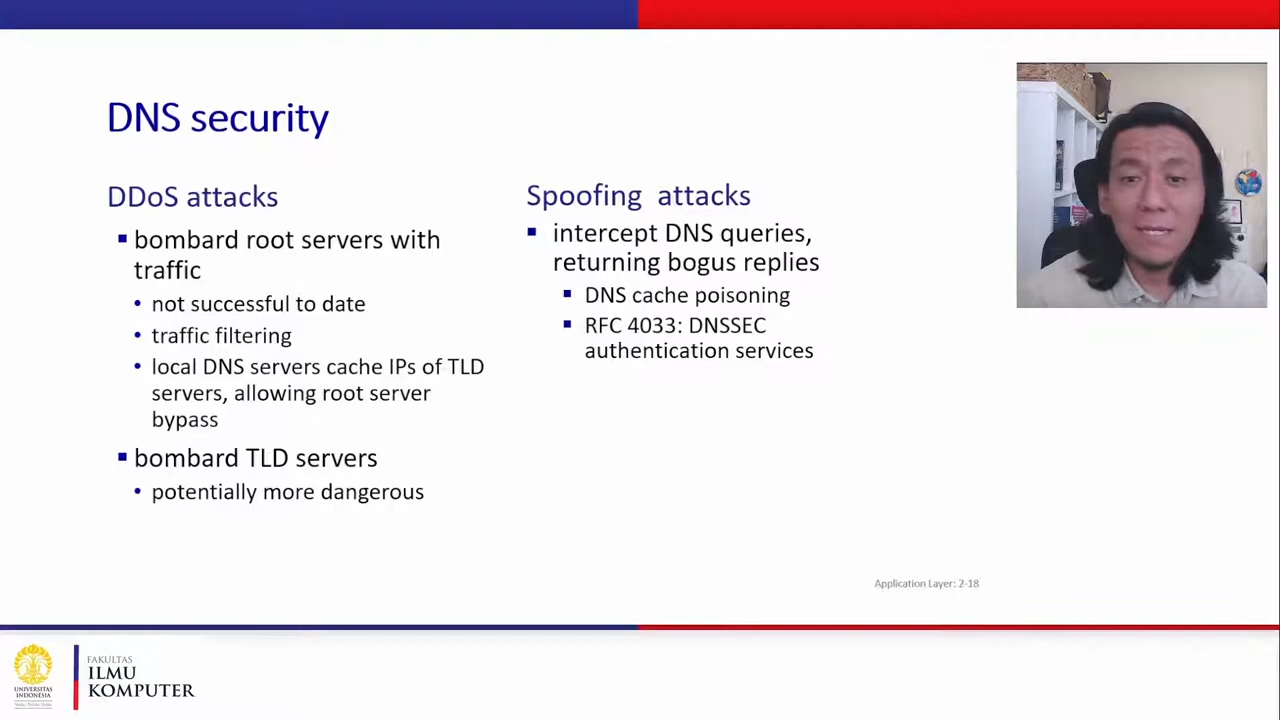 DNS security
DDoS attacks
bombard root servers with
traffic
not successful to date
traffic filtering
local DNS servers cache IPs of TLD
servers, allowing root server
bypass
bombard TLD servers
potentially more dangerous
Spoofing attacks
intercept DNS queries,
returning bogus replies
DNS cache poisoning
RFC 4033: DNSSEC
authentication services
Application Layer: 2-18
UNIVERSITAS
INDONESIA
FAKULTAS
ILMU
KOMPUTER